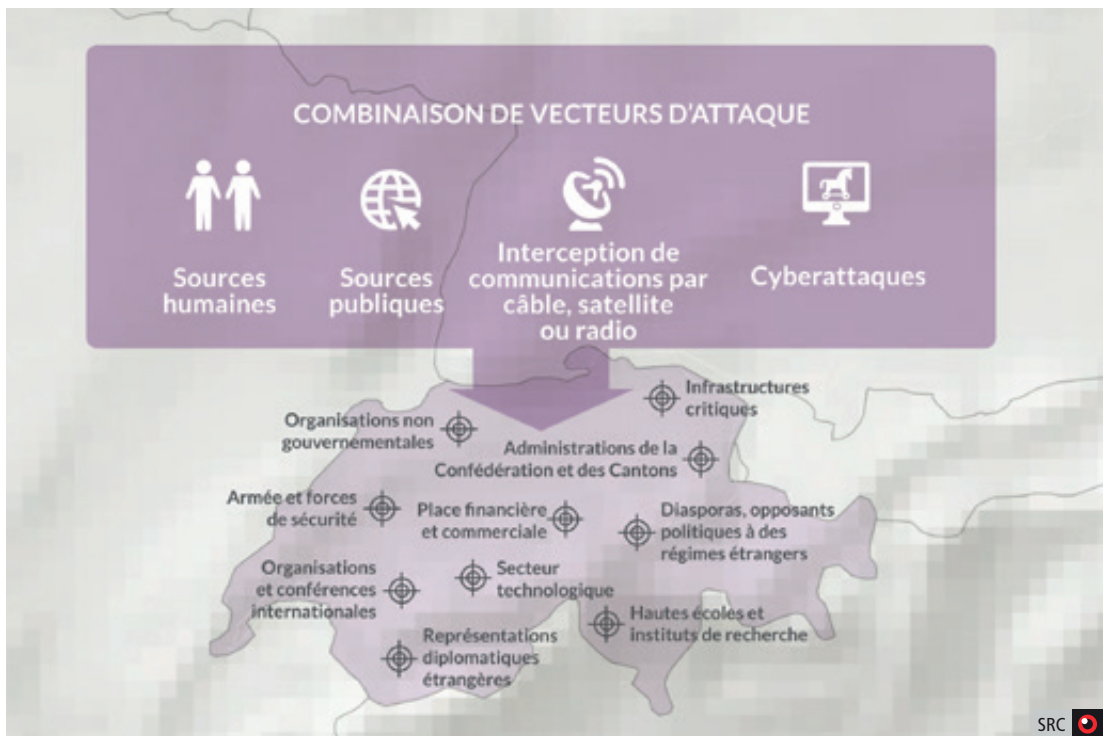 COMBINAISON DE VECTEURS D'ATTAQUE
Sources
humaines
Sources
publiques
Interception de
communications par
câble, satellite
ou radio
Cyberattaques
Infrastructures
critiques
Organisations non
gouvernementales
Administrations de la
Confédération et des Cantons
Armée et forces
de sécurité
Place financière
et commerciale
Diasporas, opposants
politiques à des
régimes étrangers
Organisations
et conférences
internationales
Secteur
technologique
Hautes écoles et
instituts de recherche
Représentations
diplomatiques
étrangères
SRC